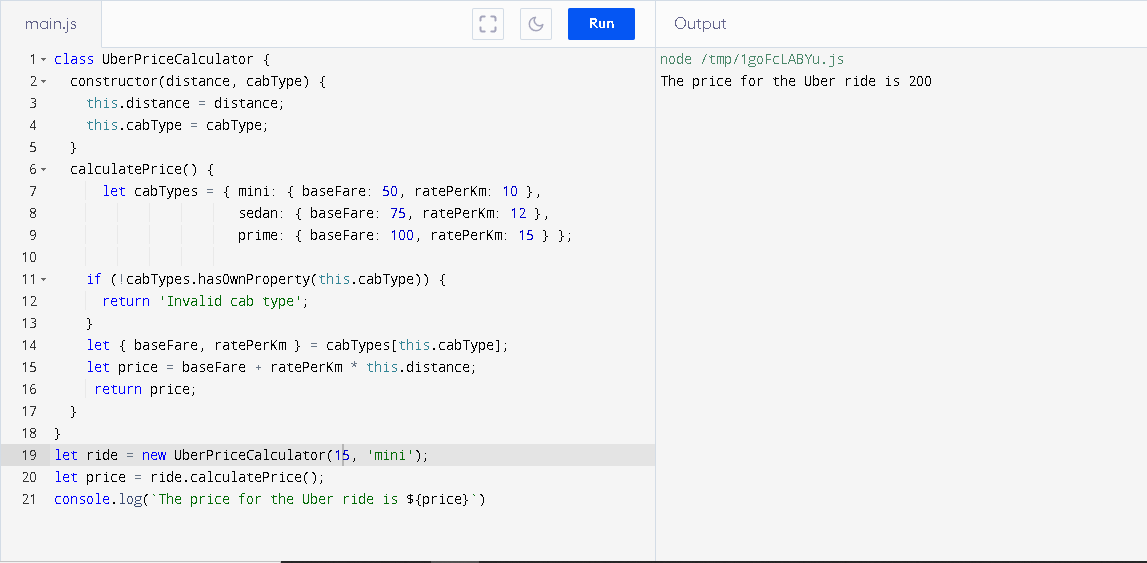 main.js
Run
Output
1 class UberPriceCalculator {
2 constructor(distance, cabType) {
3 this.distance = distance;
4 this.cabType = cabType;
5 }
6 calculatePrice() {
7 let cabTypes = { mini: { baseFare: 50, ratePerKm: 10 },
8 sedan: { baseFare: 75, ratePerKm: 12 },
9 prime: { baseFare: 100, ratePerKm: 15 } };
10
11 if (!cabTypes.hasOwnProperty(this.cabType)) {
12 return 'Invalid cab type';
13 }
14 let { baseFare, ratePerKm } = cabTypes[this.cabType];
15 let price = baseFare + ratePerKm * this.distance;
16 return price;
17 }
18 }
19 let ride = new UberPriceCalculator(15, 'mini');
20 let price = ride.calculatePrice();
21 console.log(`The price for the Uber ride is ${price}`)
node /tmp/1goFcLABYu.js
The price for the Uber ride is 200